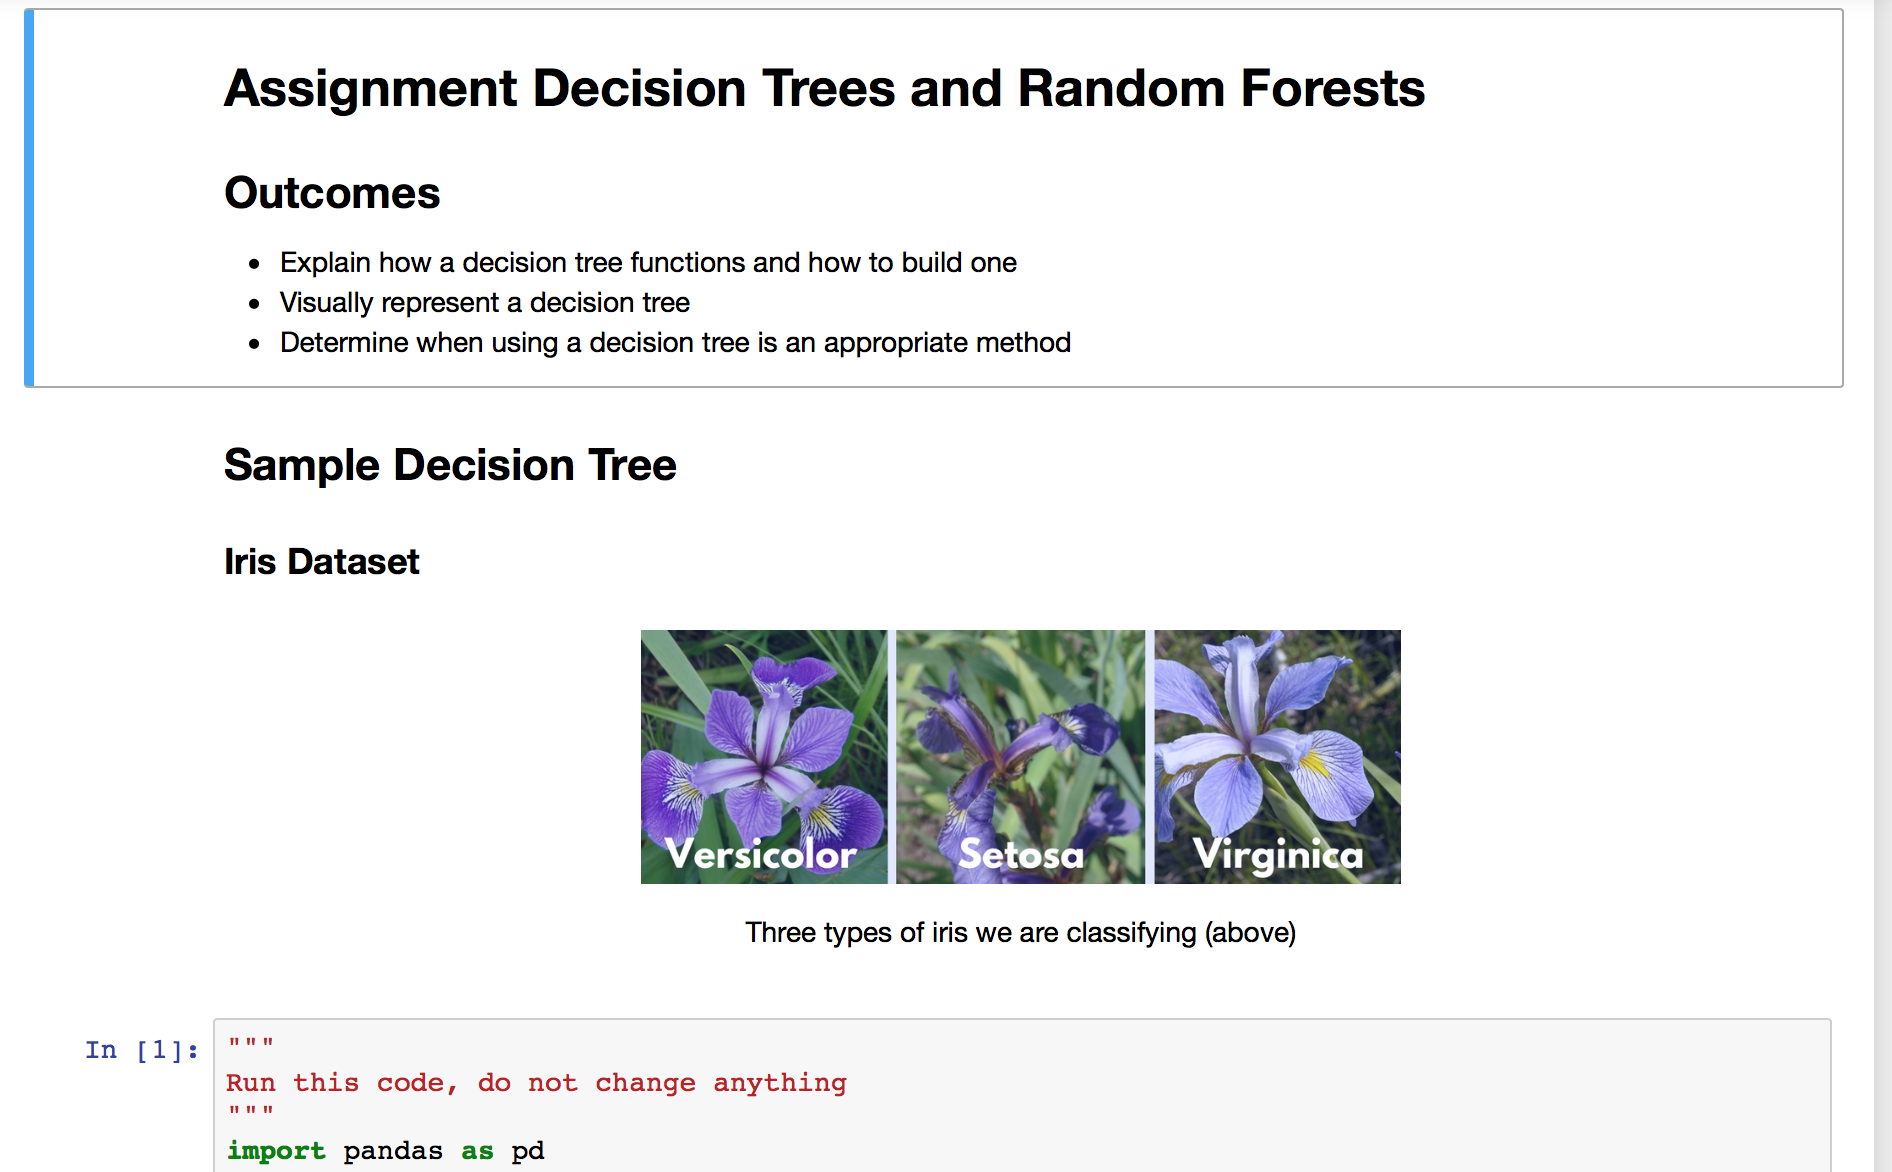 Assignment Decision Trees and Random Forests
Outcomes
Explain how a decision tree functions and how to build one
Visually represent a decision tree
Determine when using a decision tree is an appropriate method
Sample Decision Tree
Iris Dataset
Versicolor Setosa Virginica
Three types of iris we are classifying (above)
In [1]: """
Run this code, do not change anything
"""
import pandas as pd